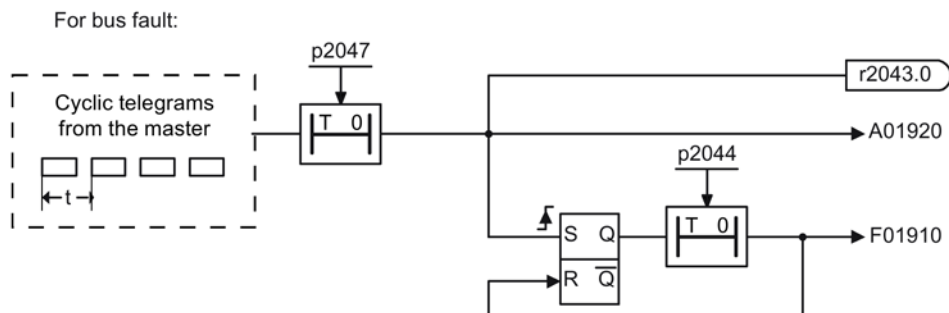 For bus fault:
p2047
r2043.0
Cyclic telegrams
from the master
T 0
A01920
p2044
t
S Q
T 0
F01910
R Q̅